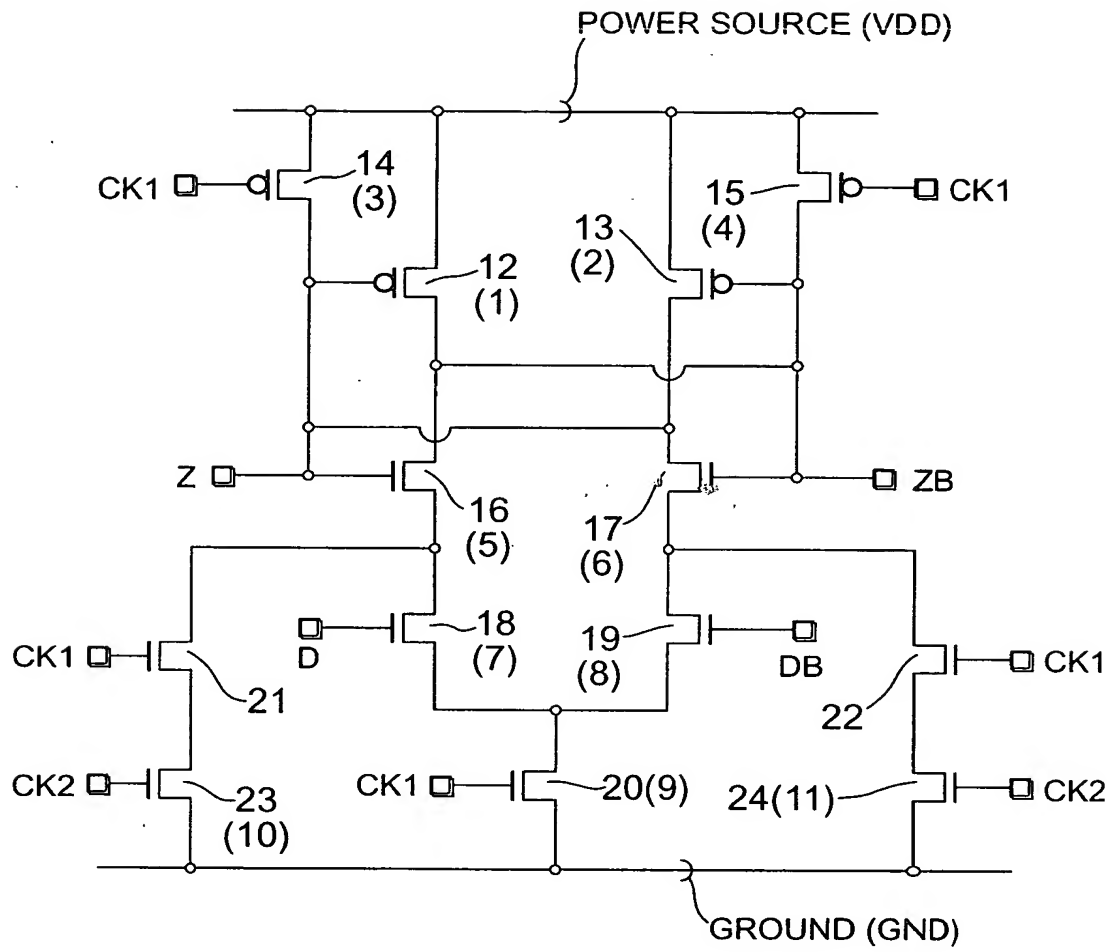 POWER SOURCE (VDD)
CK1
14
(3)
15
(4)
CK1
12
(1)
13
(2)
Z
16
(5)
17
(6)
ZB
D
18
(7)
19
(8)
DB
CK1
21
22
CK1
CK2
23
(10)
CK1
20(9)
24(11)
CK2
GROUND (GND)